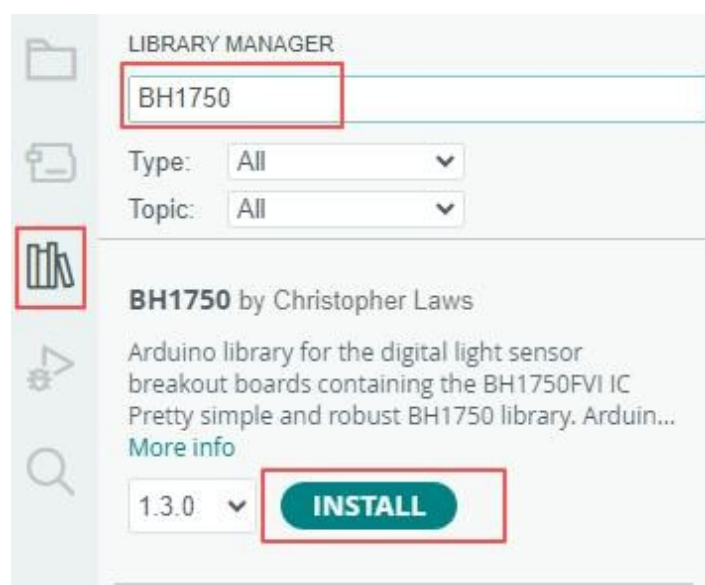 LIBRARY MANAGER
BH1750
Type: All
Topic: All
BH1750 by Christopher Laws
Arduino library for the digital light sensor
breakout boards containing the BH1750FVI IC
Pretty simple and robust BH1750 library. Arduin...
More info
1.3.0 INSTALL